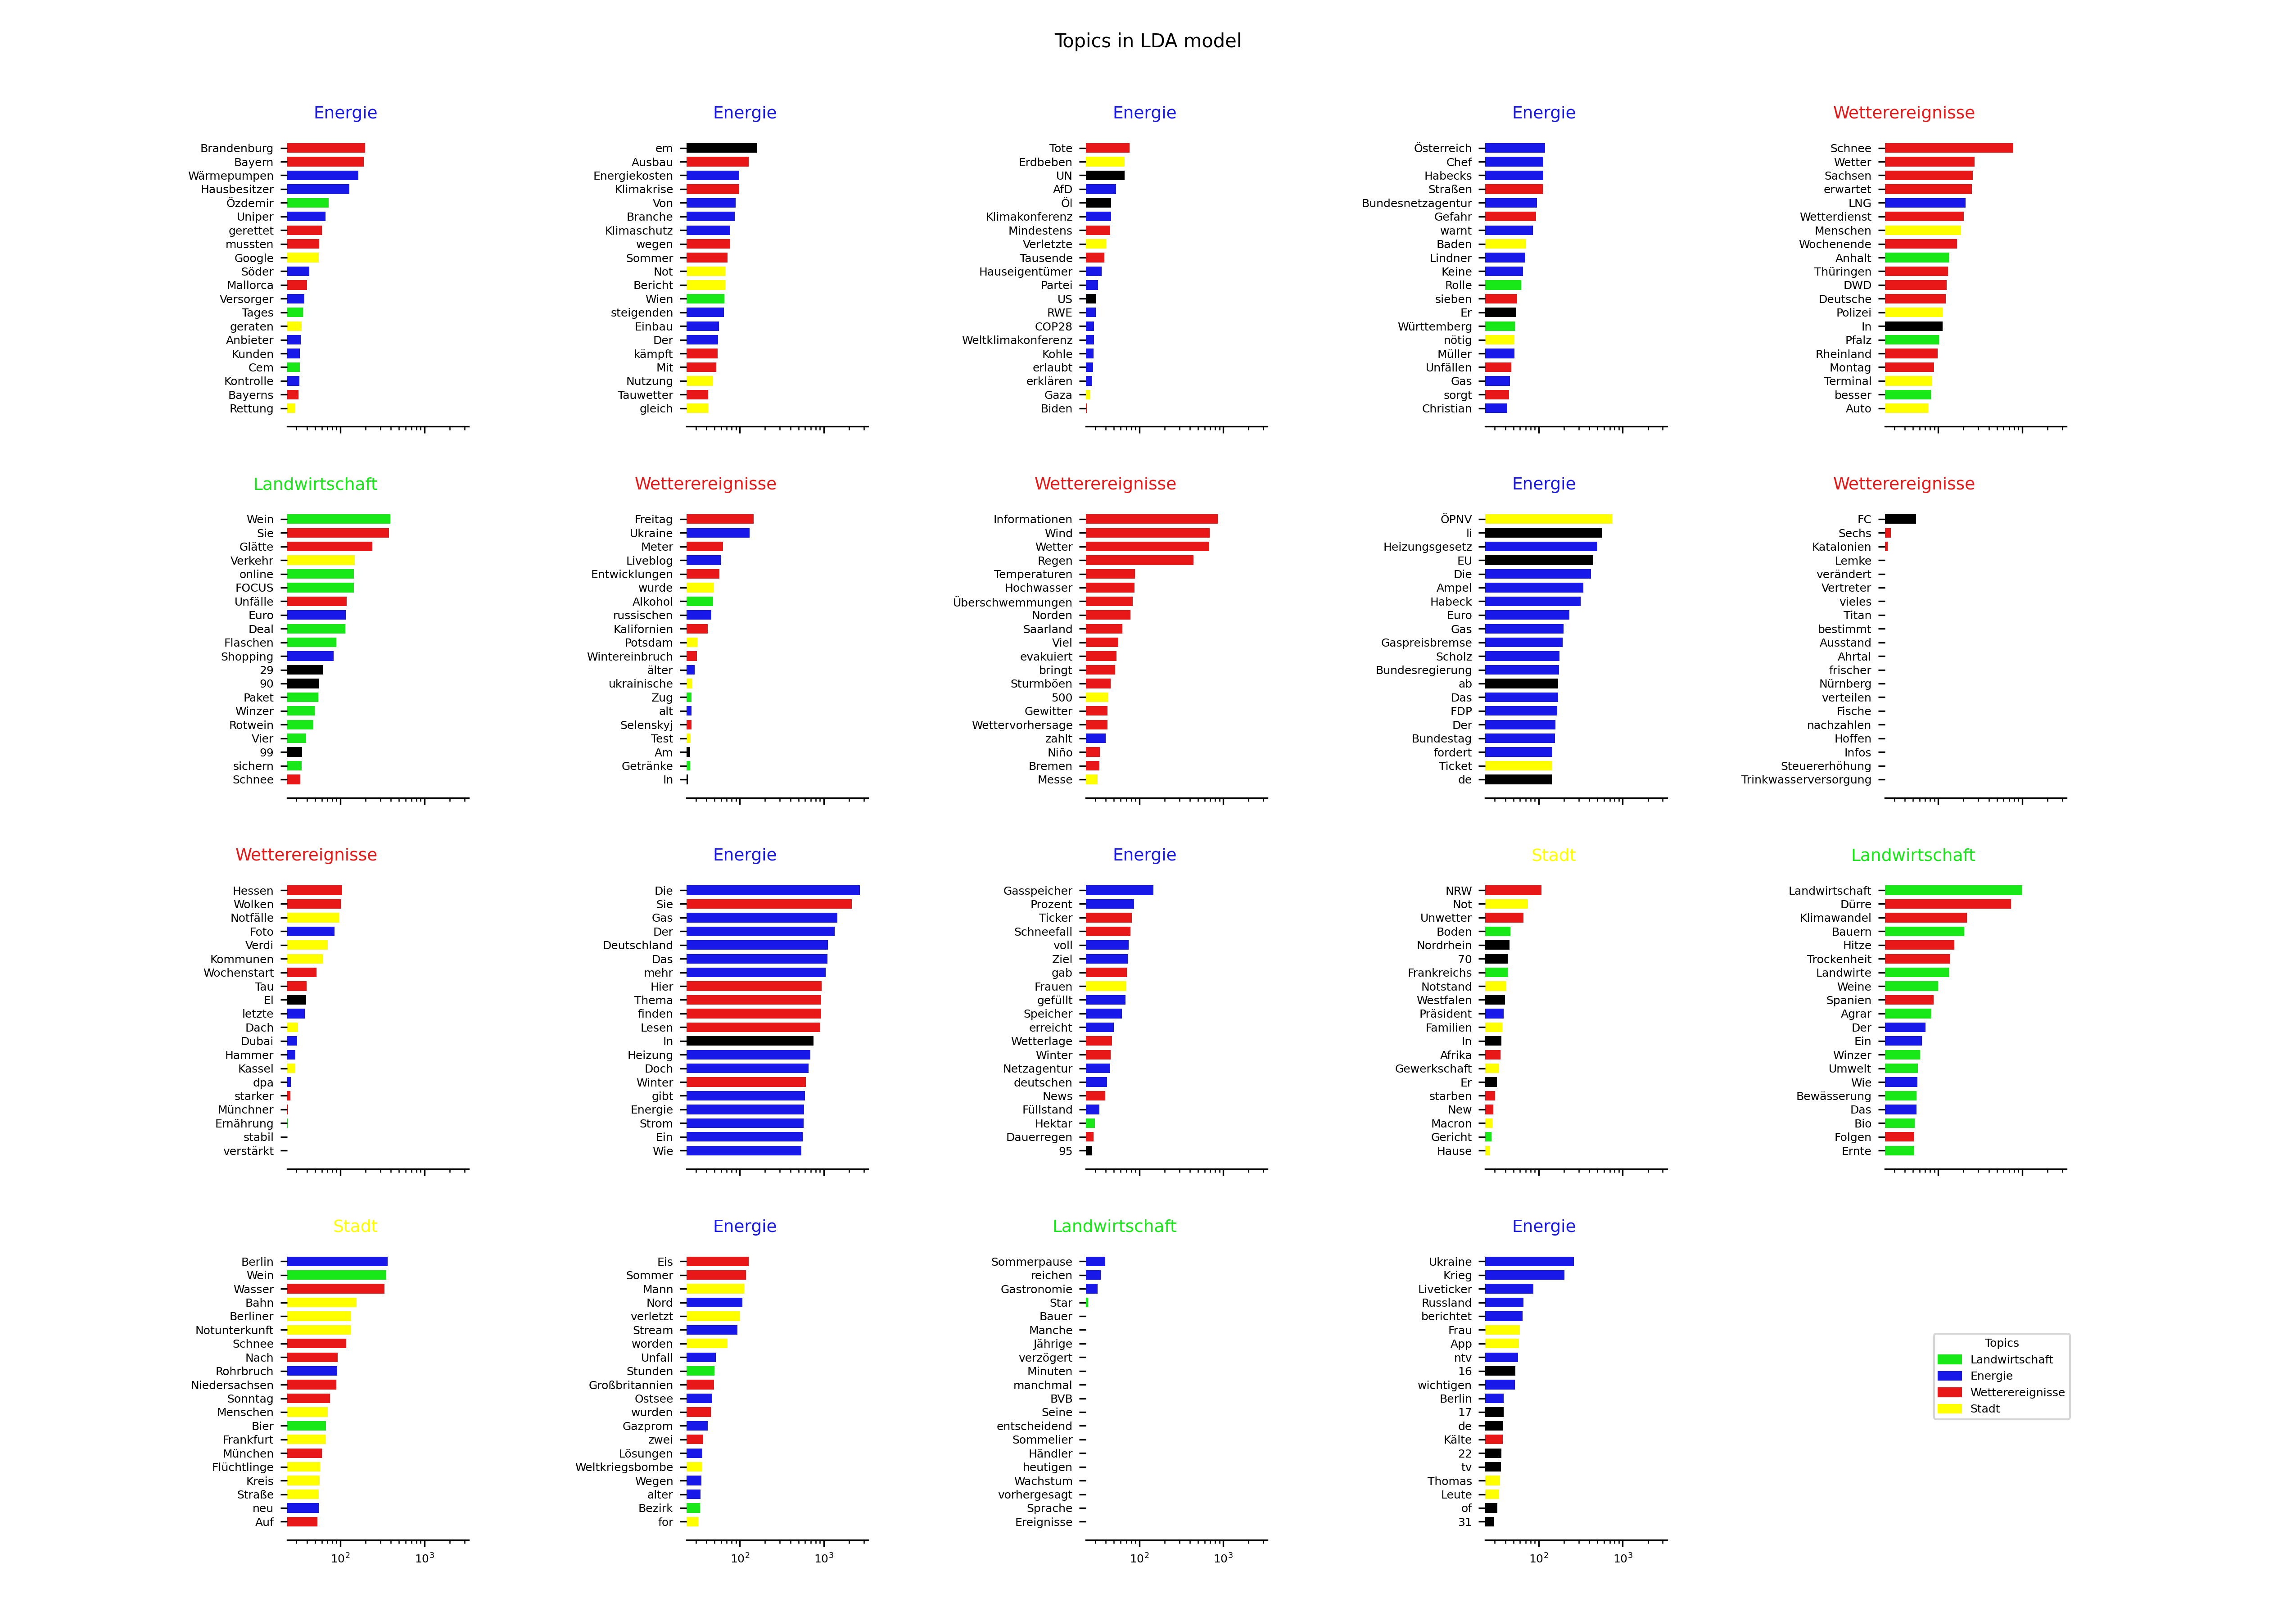 Topics in LDA model
Energie
Brandenburg
Bayern
Wärmepumpen
Hausbesitzer
Özdemir
Uniper
gerettet
mussten
Google
Söder
Mallorca
Versorger
Tages
geraten
Anbieter
Kunden
Cem
Kontrolle
Bayerns
Rettung
Energie
em
Ausbau
Energiekosten
Klimakrise
Von
Branche
Klimaschutz
wegen
Sommer
Not
Bericht
Wien
steigenden
Einbau
Der
kämpft
Mit
Nutzung
Tauwetter
gleich
Energie
Tote
Erdbeben
UN
AfD
Öl
Klimakonferenz
Mindestens
Verletzte
Tausende
Hauseigentümer
Partei
US
RWE
COP28
Weltklimakonferenz
Kohle
erlaubt
erklären
Gaza
Biden
Energie
Österreich
Chef
Habecks
Straßen
Bundesnetzagentur
Gefahr
warnt
Baden
Lindner
Keine
Rolle
sieben
Er
Württemberg
nötig
Müller
Unfällen
Gas
sorgt
Christian
Wetterereignisse
Schnee
Wetter
Sachsen
erwartet
LNG
Wetterdienst
Menschen
Wochenende
Anhalt
Thüringen
DWD
Deutsche
Polizei
In
Pfalz
Rheinland
Montag
Terminal
besser
Auto
Landwirtschaft
Wein
Sie
Glätte
Verkehr
online
FOCUS
Unfälle
Euro
Deal
Flaschen
Shopping
29
90
Paket
Winzer
Rotwein
Vier
99
sichern
Schnee
Wetterereignisse
Freitag
Ukraine
Meter
Liveblog
Entwicklungen
wurde
Alkohol
russischen
Kalifornien
Potsdam
Wintereinbruch
älter
ukrainische
Zug
alt
Selenskyj
Test
Am
Getränke
In
Wetterereignisse
Informationen
Wind
Wetter
Regen
Temperaturen
Hochwasser
Überschwemmungen
Norden
Saarland
Viel
evakuiert
bringt
Sturmböen
500
Gewitter
Wettervorhersage
zahlt
Niño
Bremen
Messe
Energie
ÖPNV
li
Heizungsgesetz
EU
Die
Ampel
Habeck
Euro
Gas
Gaspreisbremse
Scholz
Bundesregierung
ab
Das
FDP
Der
Bundestag
fordert
Ticket
de
Wetterereignisse
FC
Sechs
Katalonien
Lemke
verändert
Vertreter
vieles
Titan
bestimmt
Ausstand
Ahrtal
frischer
Nürnberg
verteilen
Fische
nachzahlen
Hoffen
Infos
Steuererhöhung
Trinkwasserversorgung
Wetterereignisse
Hessen
Wolken
Notfälle
Foto
Verdi
Kommunen
Wochenstart
Tau
El
letzte
Dach
Dubai
Hammer
Kassel
dpa
starker
Münchner
Ernährung
stabil
verstärkt
Energie
Die
Sie
Gas
Der
Deutschland
Das
mehr
Hier
Thema
finden
Lesen
In
Heizung
Doch
Winter
gibt
Energie
Strom
Ein
Wie
Energie
Gasspeicher
Prozent
Ticker
Schneefall
voll
Ziel
gab
Frauen
gefüllt
Speicher
erreicht
Wetterlage
Winter
Netzagentur
deutschen
News
Füllstand
Hektar
Dauerregen
95
Stadt
NRW
Not
Unwetter
Boden
Nordrhein
70
Frankreichs
Notstand
Westfalen
Präsident
Familien
In
Afrika
Gewerkschaft
Er
starben
New
Macron
Gericht
Hause
Landwirtschaft
Landwirtschaft
Dürre
Klimawandel
Bauern
Hitze
Trockenheit
Landwirte
Weine
Spanien
Agrar
Der
Ein
Winzer
Umwelt
Wie
Bewässerung
Das
Bio
Folgen
Ernte
Stadt
Berlin
Wein
Wasser
Bahn
Berliner
Notunterkunft
Schnee
Nach
Rohrbruch
Niedersachsen
Sonntag
Menschen
Bier
Frankfurt
München
Flüchtlinge
Kreis
Straße
neu
Auf
10² 10³
Energie
Eis
Sommer
Mann
Nord
verletzt
Stream
worden
Unfall
Stunden
Großbritannien
Ostsee
wurden
Gazprom
zwei
Lösungen
Weltkriegsbombe
Wegen
alter
Bezirk
for
10² 10³
Landwirtschaft
Sommerpause
reichen
Gastronomie
Star
Bauer
Manche
Jährige
verzögert
Minuten
manchmal
BVB
Seine
entscheidend
Sommelier
Händler
heutigen
Wachstum
vorhergesagt
Sprache
Ereignisse
10² 10³
Energie
Ukraine
Krieg
Liveticker
Russland
berichtet
Frau
App
ntv
16
wichtigen
Berlin
17
de
Kälte
22
tv
Thomas
Leute
of
31
10² 10³
Topics
Landwirtschaft
Energie
Wetterereignisse
Stadt